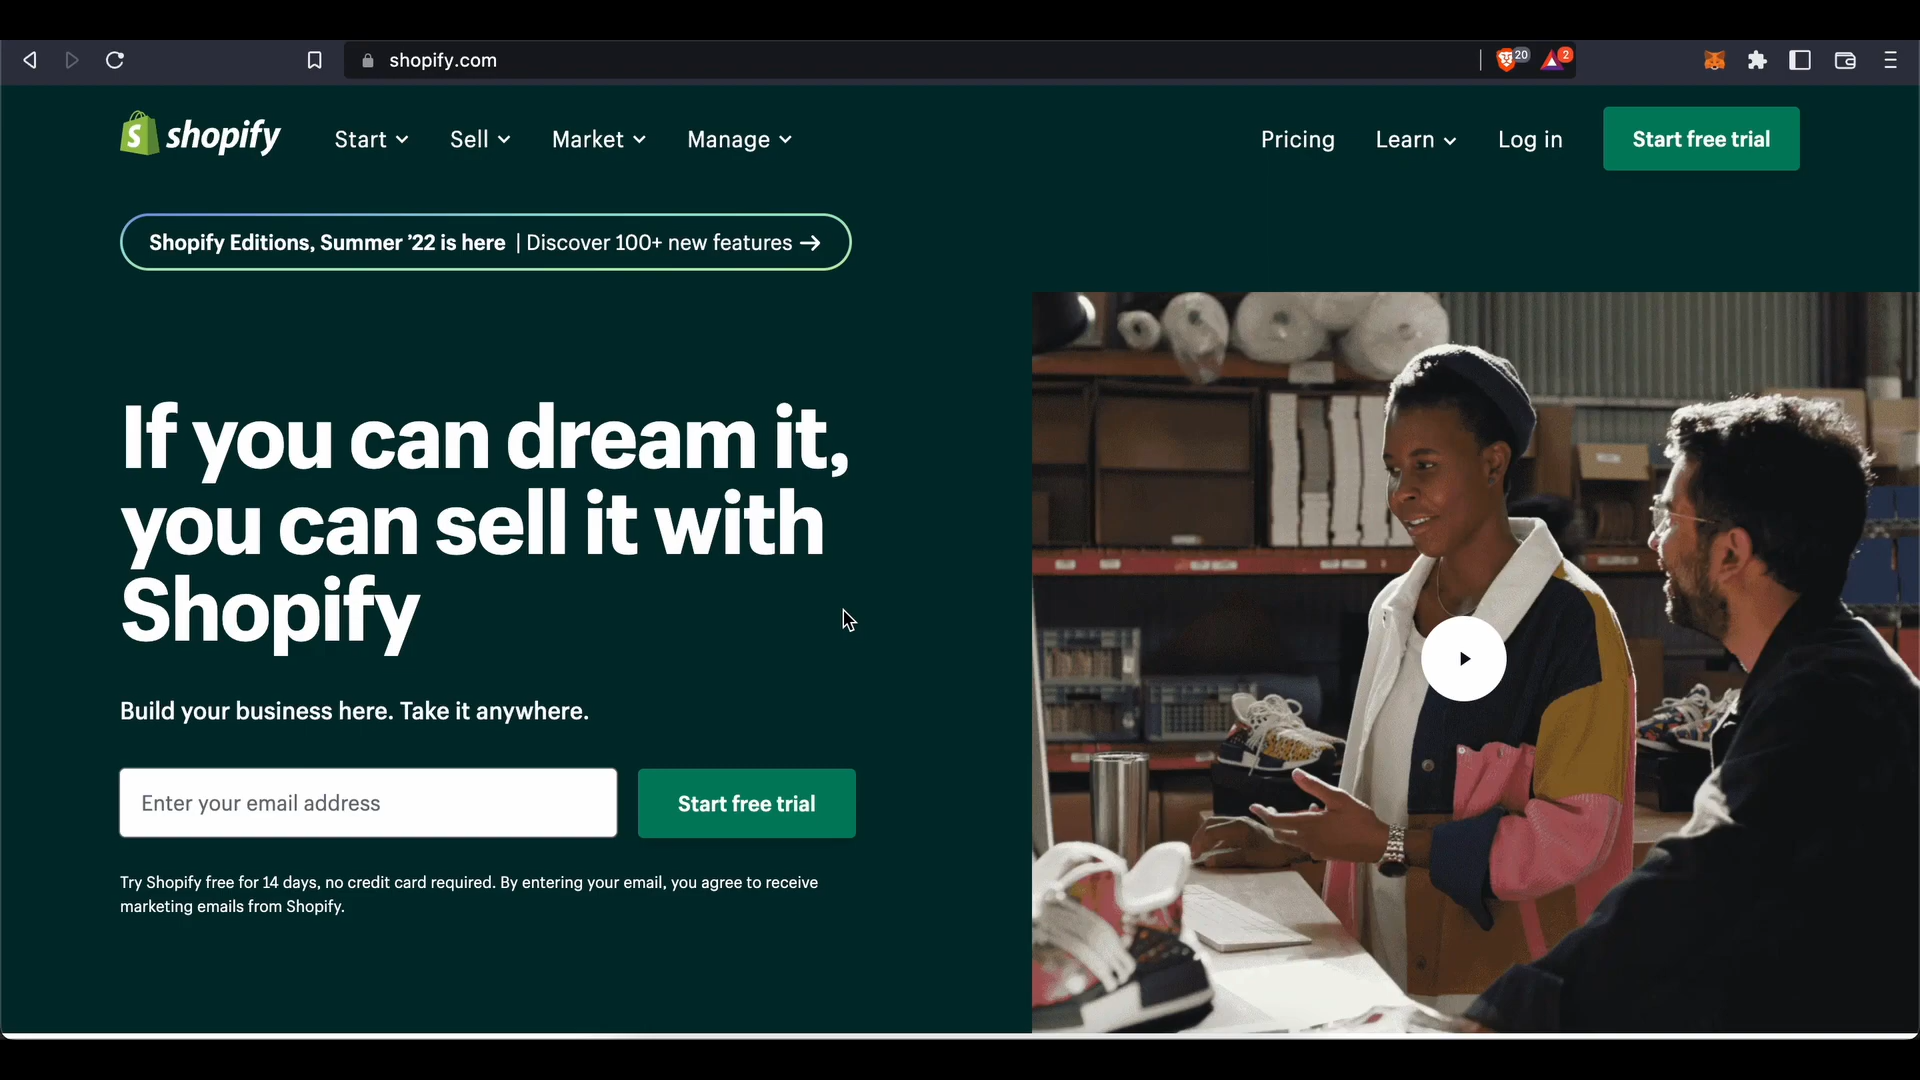 shopify.com
20
2
shopify
Start
Sell
Market
Manage
Pricing
Learn
Log in
Start free trial
Shopify Editions, Summer ’22 is here | Discover 100+ new features →
If you can dream it,
you can sell it with
Shopify
Build your business here. Take it anywhere.
Enter your email address
Start free trial
Try Shopify free for 14 days, no credit card required. By entering your email, you agree to receive
marketing emails from Shopify.